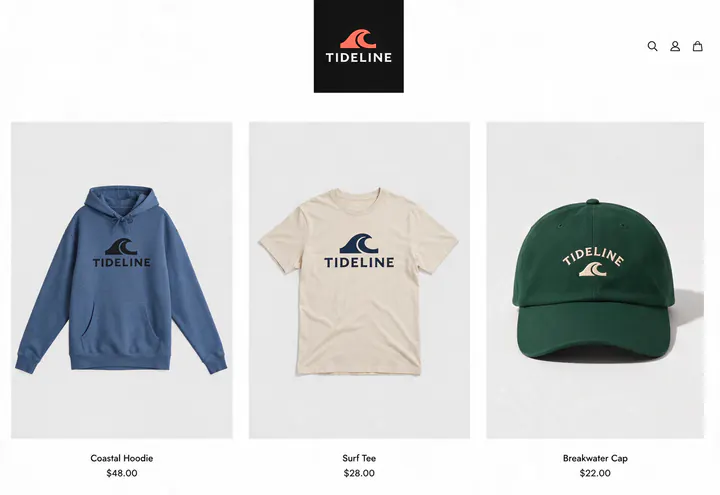 TIDELINE
TIDELINE
TIDELINE
TIDELINE
Coastal Hoodie
$48.00
Surf Tee
$28.00
Breakwater Cap
$22.00